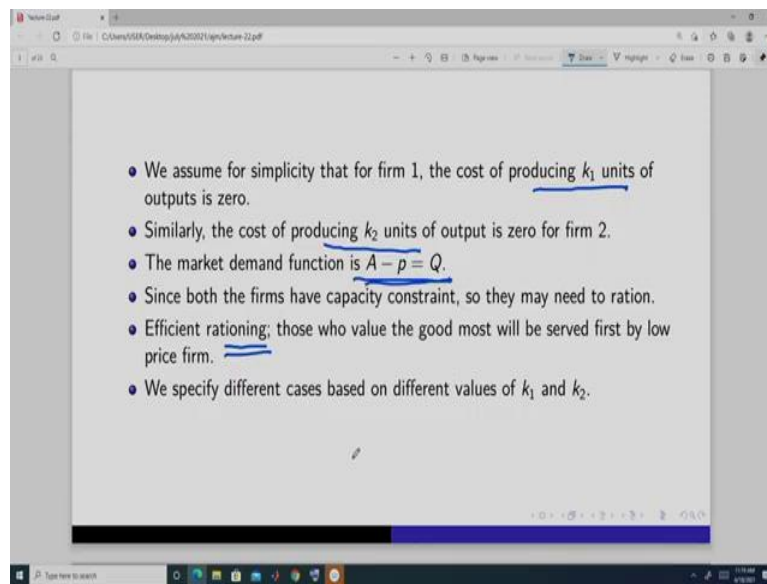 • We assume for simplicity that for firm 1, the cost of producing k₁ units of
outputs is zero.
• Similarly, the cost of producing k₂ units of output is zero for firm 2.
• The market demand function is A − p = Q.
• Since both the firms have capacity constraint, so they may need to ration.
• Efficient rationing; those who value the good most will be served first by low
price firm.
• We specify different cases based on different values of k₁ and k₂.
Type here to search